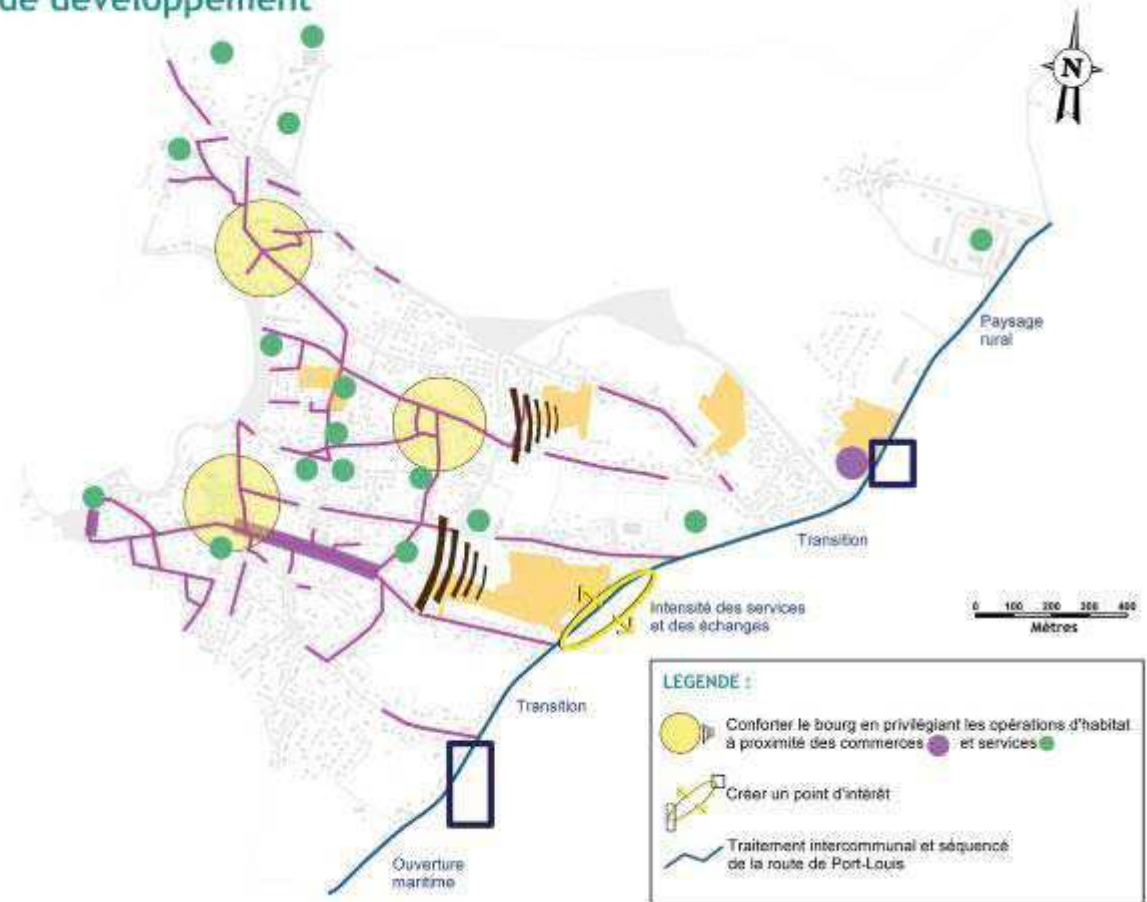 de développement
N
Paysage
rural
Transition
Intensité des services
et des échanges
0 100 200 300 400
Mètres
Transition
Ouverture
maritime
LEGENDE :
Conforter le bourg en privilégiant les opérations d'habitat
à proximité des commerces et services
Créer un point d'intérêt
Traitement intercommunal et séquencé
de la route de Port-Louis